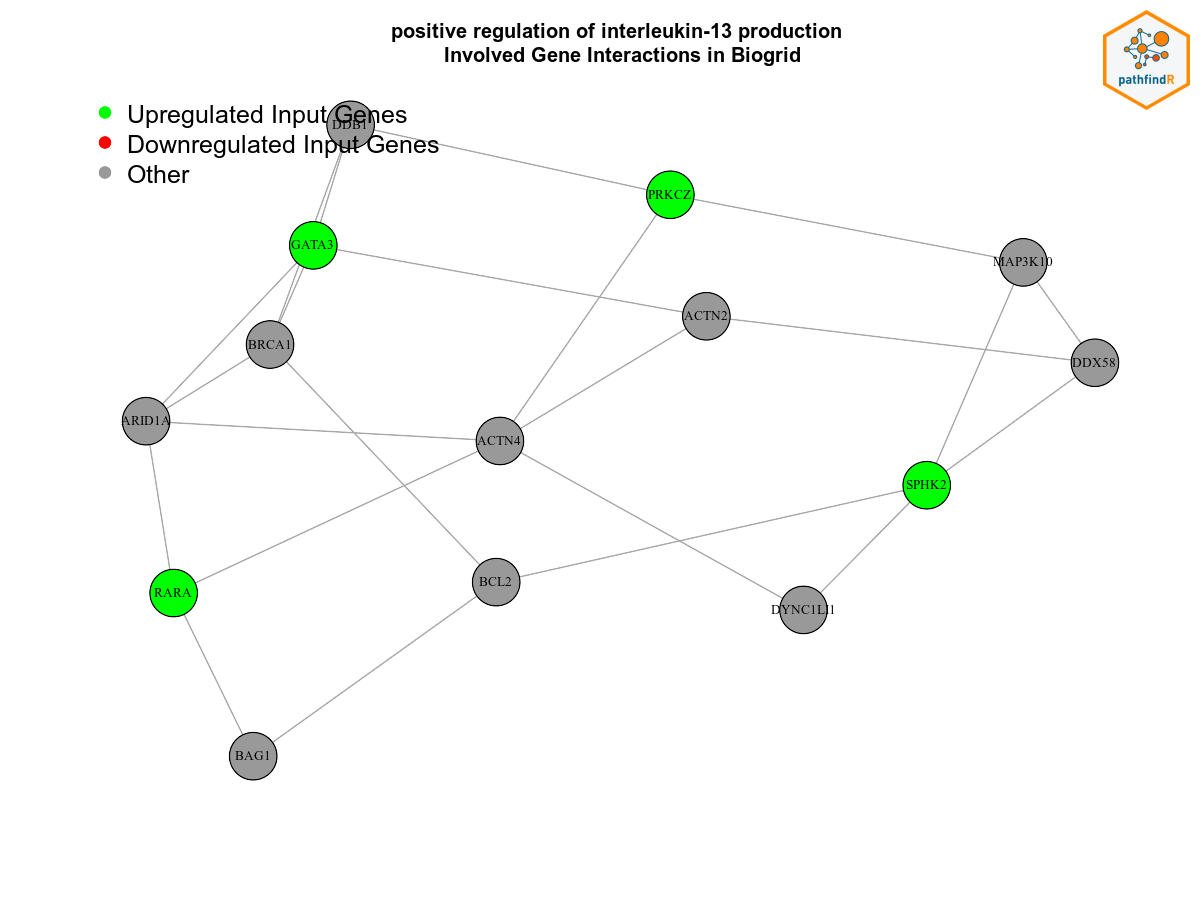 positive regulation of interleukin-13 production
Involved Gene Interactions in Biogrid
pathfindR
Upregulated Input Genes
Downregulated Input Genes
Other
DDB1
PRKCZ
GATA3
MAP3K10
ACTN2
BRCA1
DDX58
ARID1A
ACTN4
SPHK2
BCL2
RARA
DYNC1LI1
BAG1